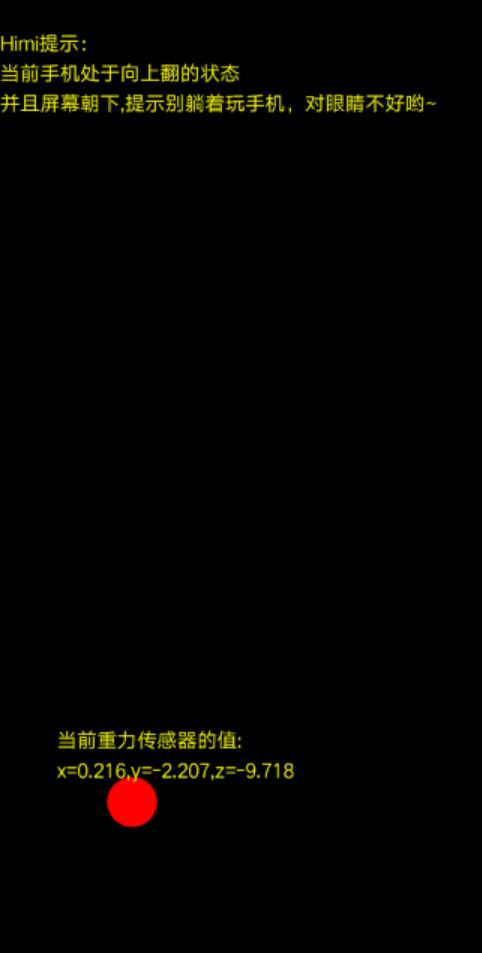 Himi提示：
当前手机处于向上翻的状态
并且屏幕朝下,提示别躺着玩手机，对眼睛不好哟~
当前重力传感器的值:
x=0.216,y=-2.207,z=-9.718